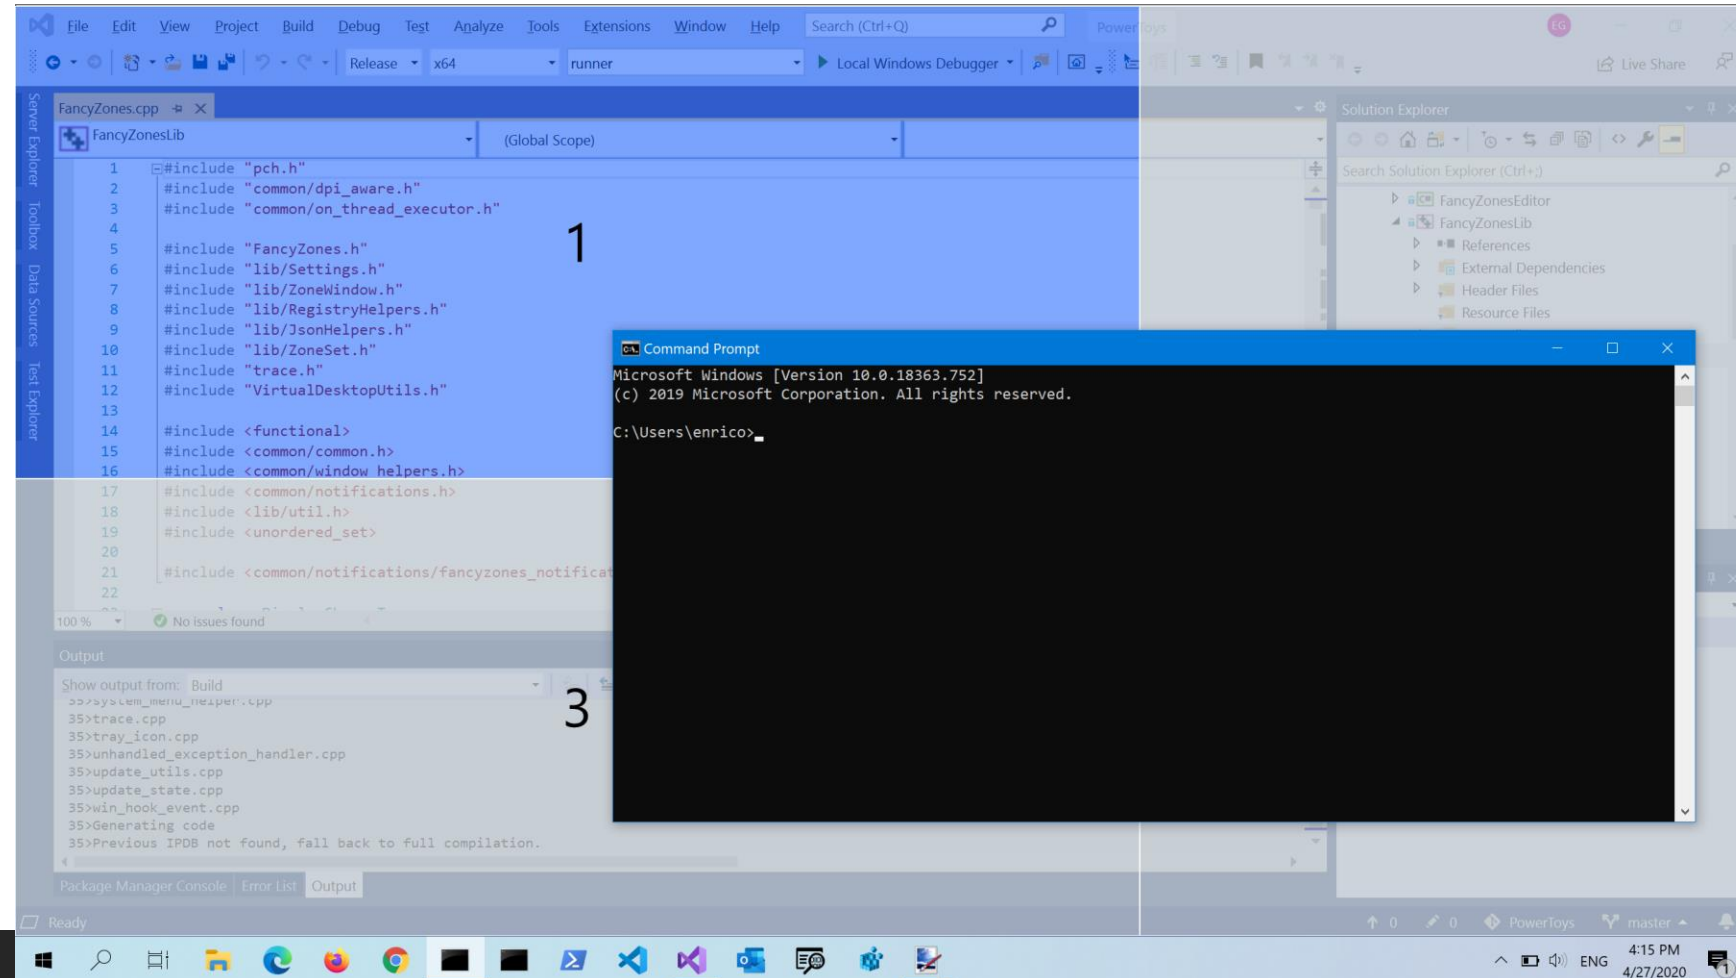 File Edit View Project Build Debug Test Analyze Tools Extensions Window Help Search (Ctrl+Q) PowerToys EG
Release x64 runner Local Windows Debugger Live Share
Server Explorer
Toolbox
Data Sources
Test Explorer
FancyZones.cpp
FancyZonesLib (Global Scope)
1 #include "pch.h"
2 #include "common/dpi_aware.h"
3 #include "common/on_thread_executor.h"
4
5 #include "FancyZones.h"
6 #include "lib/Settings.h"
7 #include "lib/ZoneWindow.h"
8 #include "lib/RegistryHelpers.h"
9 #include "lib/JsonHelpers.h"
10 #include "lib/ZoneSet.h"
11 #include "trace.h"
12 #include "VirtualDesktopUtils.h"
13
14 #include <functional>
15 #include <common/common.h>
16 #include <common/window_helpers.h>
17 #include <common/notifications.h>
18 #include <lib/util.h>
19 #include <unordered_set>
20
21 #include <common/notifications/fancyzones_notificat
22
1
100 % No issues found
Output
Show output from: Build
35>system_menu_helper.cpp
35>trace.cpp
35>tray_icon.cpp
35>unhandled_exception_handler.cpp
35>update_utils.cpp
35>update_state.cpp
35>win_hook_event.cpp
35>Generating code
35>Previous IPDB not found, fall back to full compilation.
3
Package Manager Console Error List Output
Solution Explorer
Search Solution Explorer (Ctrl+;)
FancyZonesEditor
FancyZonesLib
References
External Dependencies
Header Files
Resource Files
Command Prompt
Microsoft Windows [Version 10.0.18363.752]
(c) 2019 Microsoft Corporation. All rights reserved.
C:\Users\enrico>
Ready 0 0 PowerToys master
ENG 4:15 PM
4/27/2020